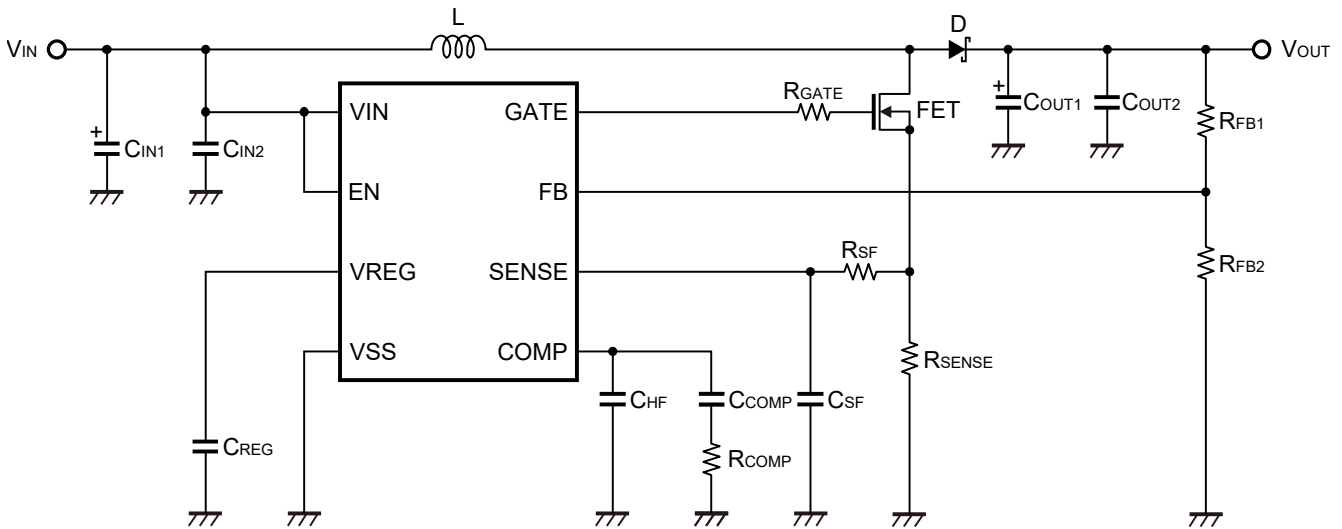 L
D
VIN
VOUT
VIN
GATE
RGATE
FET
COUT1
COUT2
RFB1
+
CIN1
CIN2
+
EN
FB
VREG
SENSE
RSF
RFB2
VSS
COMP
RSENSE
CHF
CCOMP
CSF
CREG
RCOMP